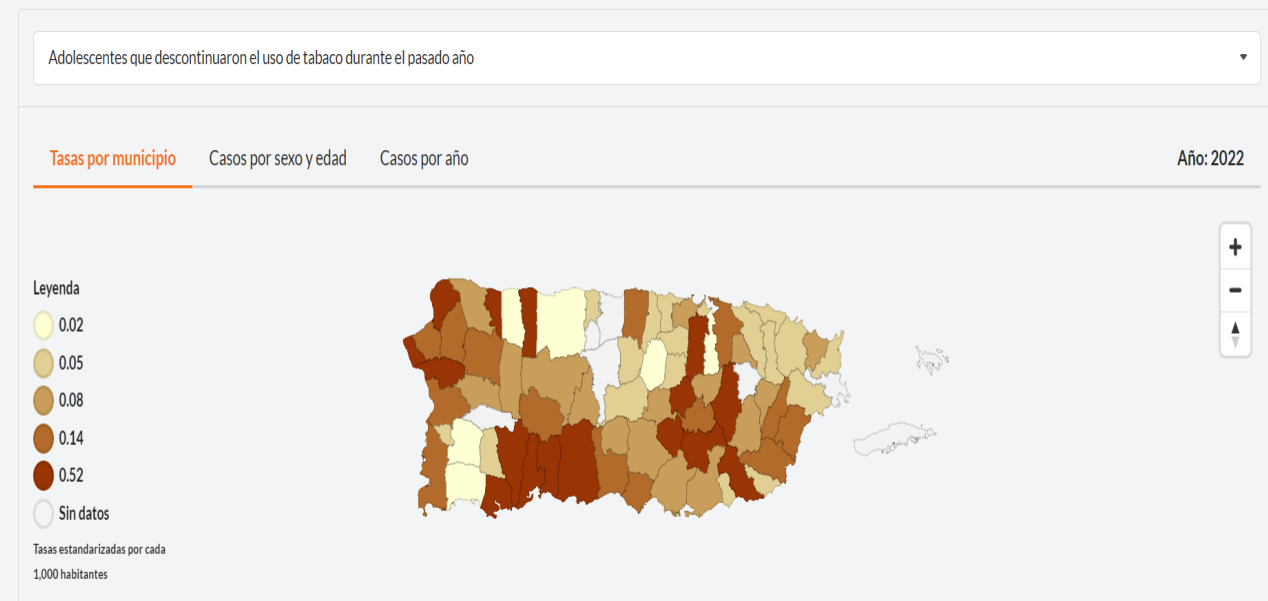 Adolescentes que descontinuaron el uso de tabaco durante el pasado año
Tasas por municipio
Casos por sexo y edad
Casos por año
Año: 2022
Leyenda
0.02
0.05
0.08
0.14
0.52
Sin datos
Tasas estandarizadas por cada
1,000 habitantes